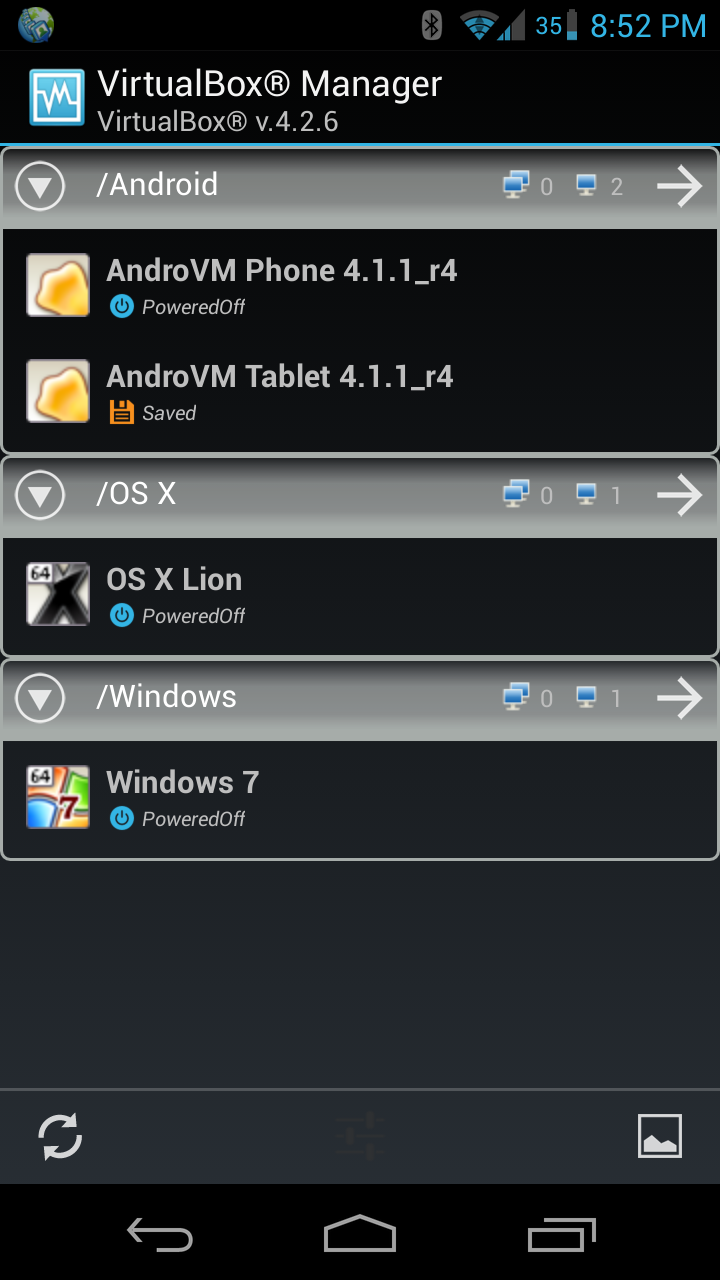 35 8:52 PM
VirtualBox® Manager
VirtualBox® v.4.2.6
/Android 0 2
AndroVM Phone 4.1.1_r4
PoweredOff
AndroVM Tablet 4.1.1_r4
Saved
/OS X 0 1
64
OS X Lion
PoweredOff
/Windows 0 1
64 7
Windows 7
PoweredOff